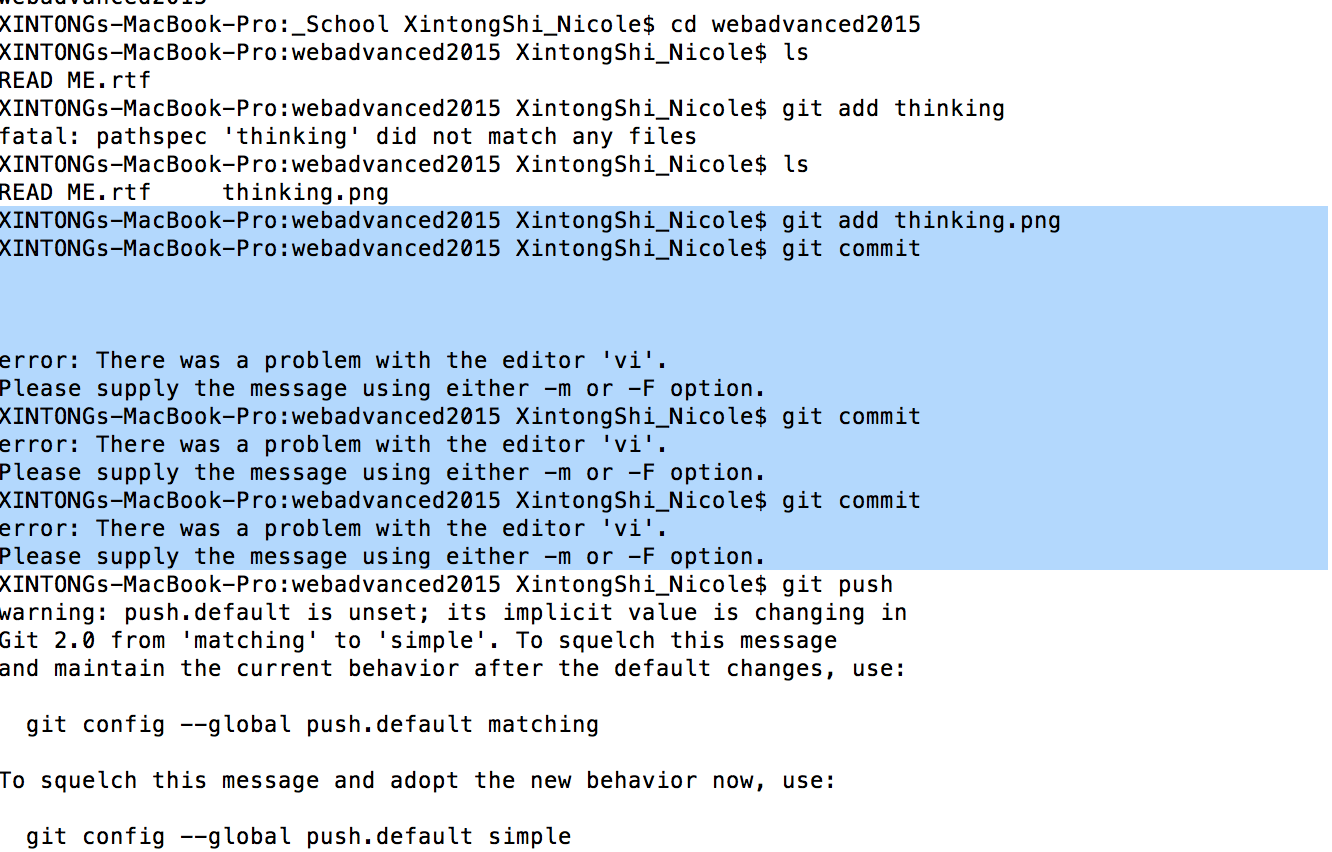 webadvanced2015
XINTONGs-MacBook-Pro:_School XintongShi_Nicole$ cd webadvanced2015
XINTONGs-MacBook-Pro:webadvanced2015 XintongShi_Nicole$ ls
READ ME.rtf
XINTONGs-MacBook-Pro:webadvanced2015 XintongShi_Nicole$ git add thinking
fatal: pathspec 'thinking' did not match any files
XINTONGs-MacBook-Pro:webadvanced2015 XintongShi_Nicole$ ls
READ ME.rtf     thinking.png
XINTONGs-MacBook-Pro:webadvanced2015 XintongShi_Nicole$ git add thinking.png
XINTONGs-MacBook-Pro:webadvanced2015 XintongShi_Nicole$ git commit
error: There was a problem with the editor 'vi'.
Please supply the message using either -m or -F option.
XINTONGs-MacBook-Pro:webadvanced2015 XintongShi_Nicole$ git commit
error: There was a problem with the editor 'vi'.
Please supply the message using either -m or -F option.
XINTONGs-MacBook-Pro:webadvanced2015 XintongShi_Nicole$ git commit
error: There was a problem with the editor 'vi'.
Please supply the message using either -m or -F option.
XINTONGs-MacBook-Pro:webadvanced2015 XintongShi_Nicole$ git push
warning: push.default is unset; its implicit value is changing in
Git 2.0 from 'matching' to 'simple'. To squelch this message
and maintain the current behavior after the default changes, use:
  git config --global push.default matching
To squelch this message and adopt the new behavior now, use:
  git config --global push.default simple